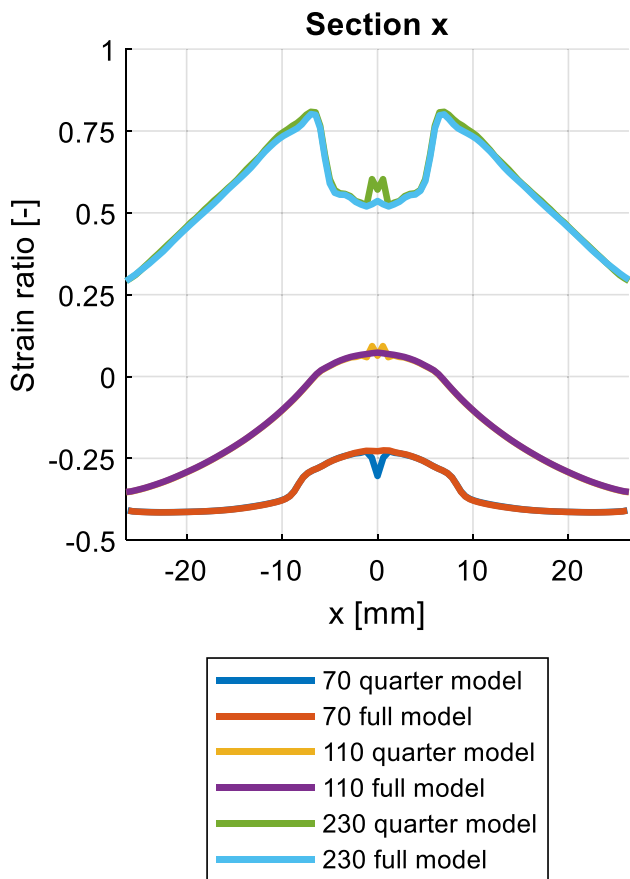 Section x
1
0.75
0.5
0.25
0
-0.25
-0.5
Strain ratio [-]
-20 -10 0 10 20
x [mm]
70 quarter model
70 full model
110 quarter model
110 full model
230 quarter model
230 full model